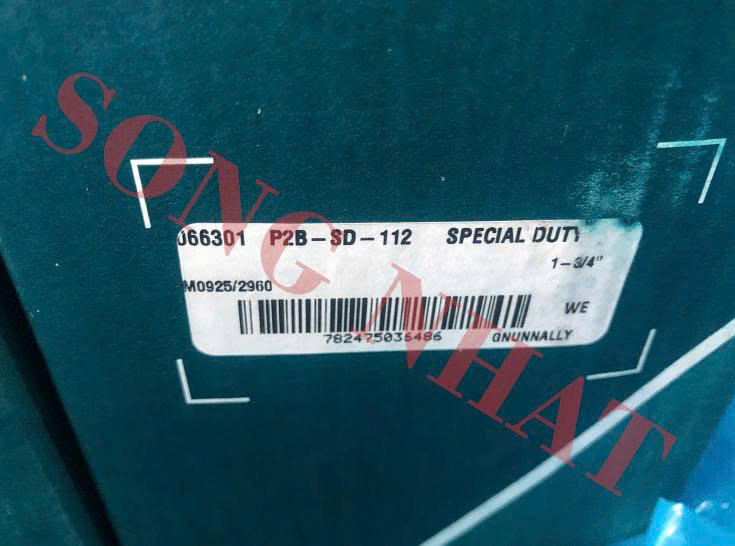 066301 P2B-SD-112 SPECIAL DUTY
1-3/4"
M0925/2960
WE
782475036486 GNUNNALLY
SONG NHAT